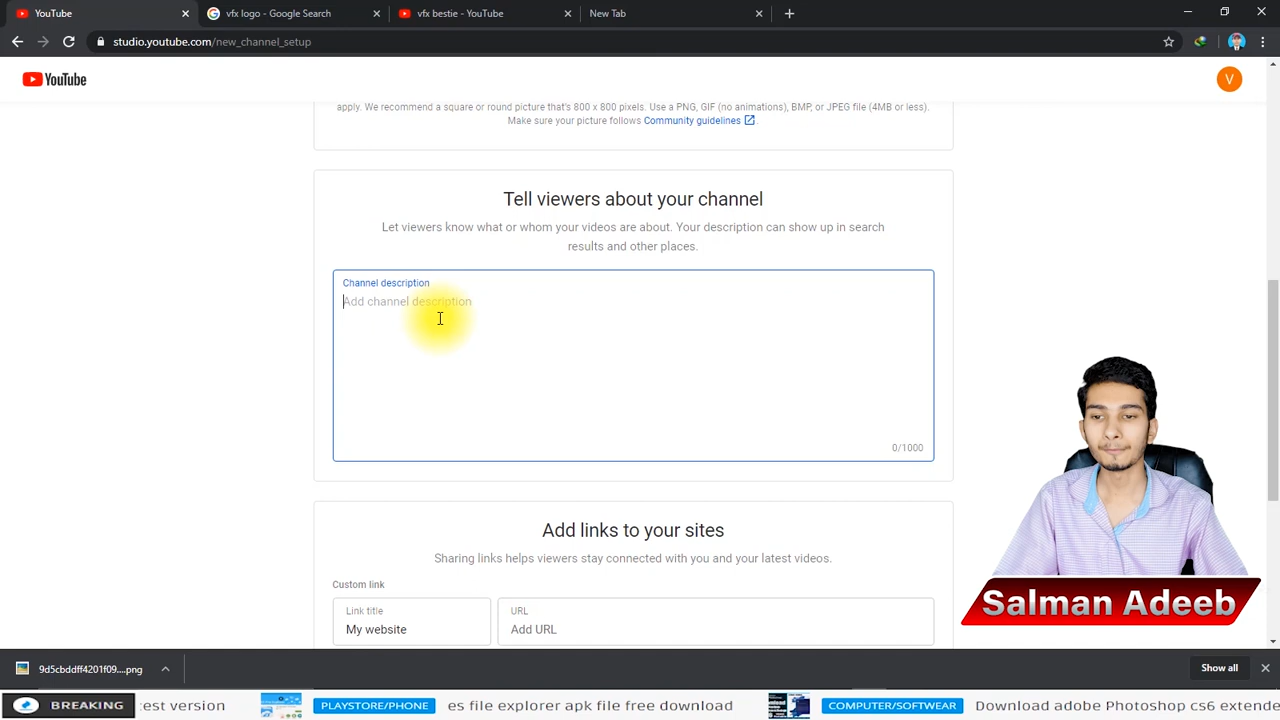 YouTube
vfx logo - Google Search
vfx bestie - YouTube
New Tab
studio.youtube.com/new_channel_setup
YouTube
V
apply. We recommend a square or round picture that's 800 x 800 pixels. Use a PNG, GIF (no animations), BMP, or JPEG file (4MB or less).
Make sure your picture follows Community guidelines .
Tell viewers about your channel
Let viewers know what or whom your videos are about. Your description can show up in search
results and other places.
Channel description
Add channel description
0/1000
Add links to your sites
Sharing links helps viewers stay connected with you and your latest videos.
Custom link
Link title
My website
URL
Add URL
Salman Adeeb
9d5cbddff4201f09....png
Show all
BREAKING
test version
PLAYSTORE/PHONE
es file explorer apk file free download
COMPUTER/SOFTWEAR
Download adobe Photoshop cs6 extende